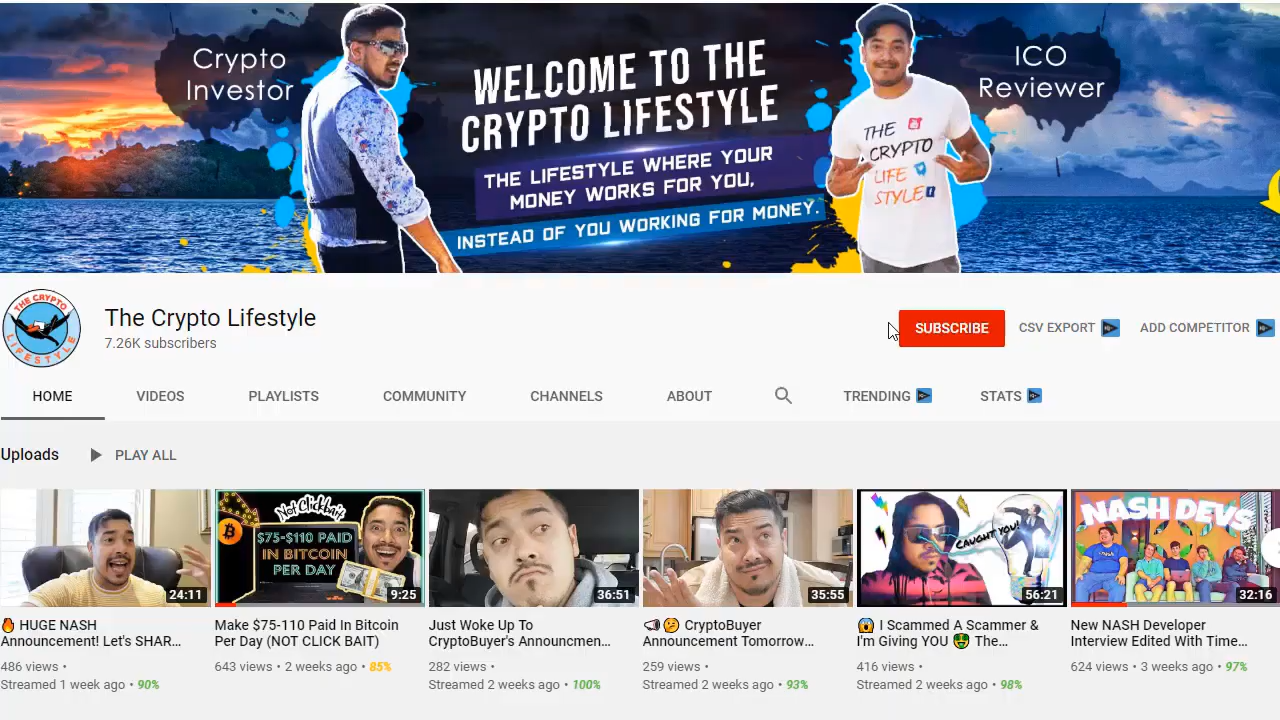 Crypto
Investor
WELCOME TO THE
CRYPTO LIFESTYLE
THE LIFESTYLE WHERE YOUR
MONEY WORKS FOR YOU,
INSTEAD OF YOU WORKING FOR MONEY.
ICO
Reviewer
THE
CRYPTO
LIFE
STYLE
THE CRYPTO
LIFESTYLE
The Crypto Lifestyle
7.26K subscribers
SUBSCRIBE
CSV EXPORT
ADD COMPETITOR
HOME
VIDEOS
PLAYLISTS
COMMUNITY
CHANNELS
ABOUT
TRENDING
STATS
Uploads
PLAY ALL
24:11
Not Clickbait
$75-$110 PAID
IN BITCOIN
PER DAY
9:25
36:51
35:55
CAUGHT YOU!
56:21
NASH DEVS
32:16
🔥 HUGE NASH
Announcement! Let's SHAR...
486 views •
Streamed 1 week ago • 90%
Make $75-110 Paid In Bitcoin
Per Day (NOT CLICK BAIT)
643 views • 2 weeks ago • 85%
Just Woke Up To
CryptoBuyer's Announcmen...
282 views •
Streamed 2 weeks ago • 100%
📢🤔 CryptoBuyer
Announcement Tomorrow...
259 views •
Streamed 2 weeks ago • 93%
😱 I Scammed A Scammer &
I'm Giving YOU 🤑 The...
416 views •
Streamed 2 weeks ago • 98%
New NASH Developer
Interview Edited With Time...
624 views • 3 weeks ago • 97%